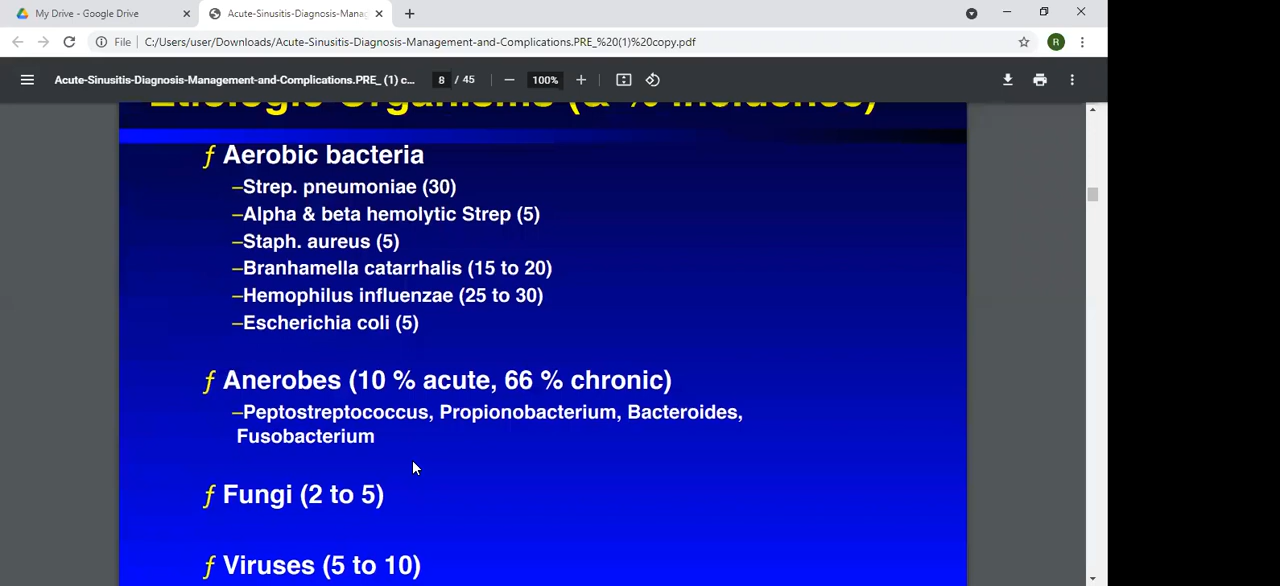 My Drive - Google Drive
Acute-Sinusitis-Diagnosis-Mana
File
C:/Users/user/Downloads/Acute-Sinusitis-Diagnosis-Management-and-Complications.PRE_%20(1)%20copy.pdf
R
Acute-Sinusitis-Diagnosis-Management-and-Complications.PRE_ (1) c...
8 / 45
100%
Etiologic Organisms (& % incidence)
ƒ Aerobic bacteria
–Strep. pneumoniae (30)
–Alpha & beta hemolytic Strep (5)
–Staph. aureus (5)
–Branhamella catarrhalis (15 to 20)
–Hemophilus influenzae (25 to 30)
–Escherichia coli (5)
ƒ Anerobes (10 % acute, 66 % chronic)
–Peptostreptococcus, Propionobacterium, Bacteroides,
Fusobacterium
ƒ Fungi (2 to 5)
ƒ Viruses (5 to 10)